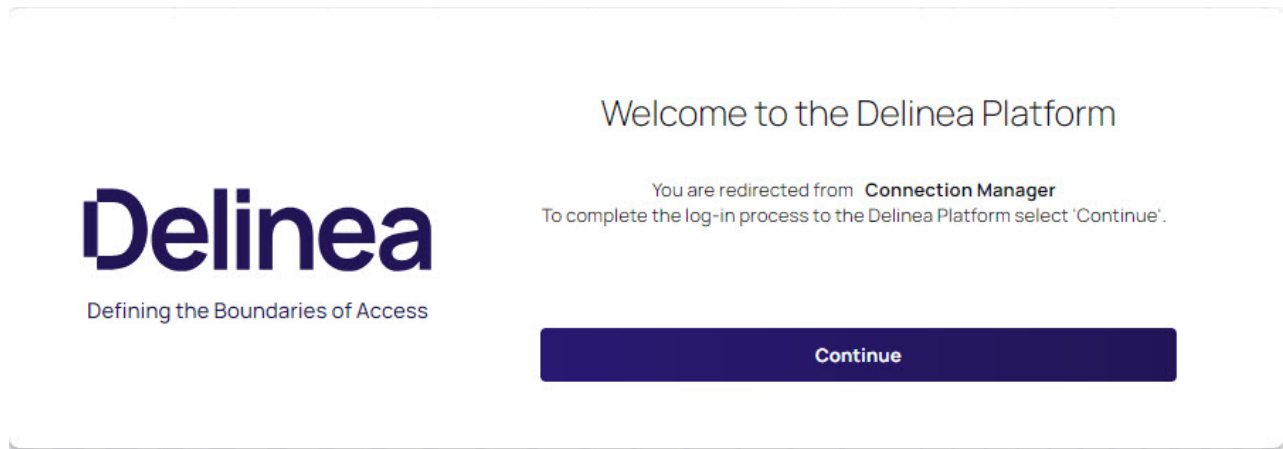 Welcome to the Delinea Platform
You are redirected from Connection Manager
To complete the log-in process to the Delinea Platform select 'Continue'.
Delinea
Defining the Boundaries of Access
Continue